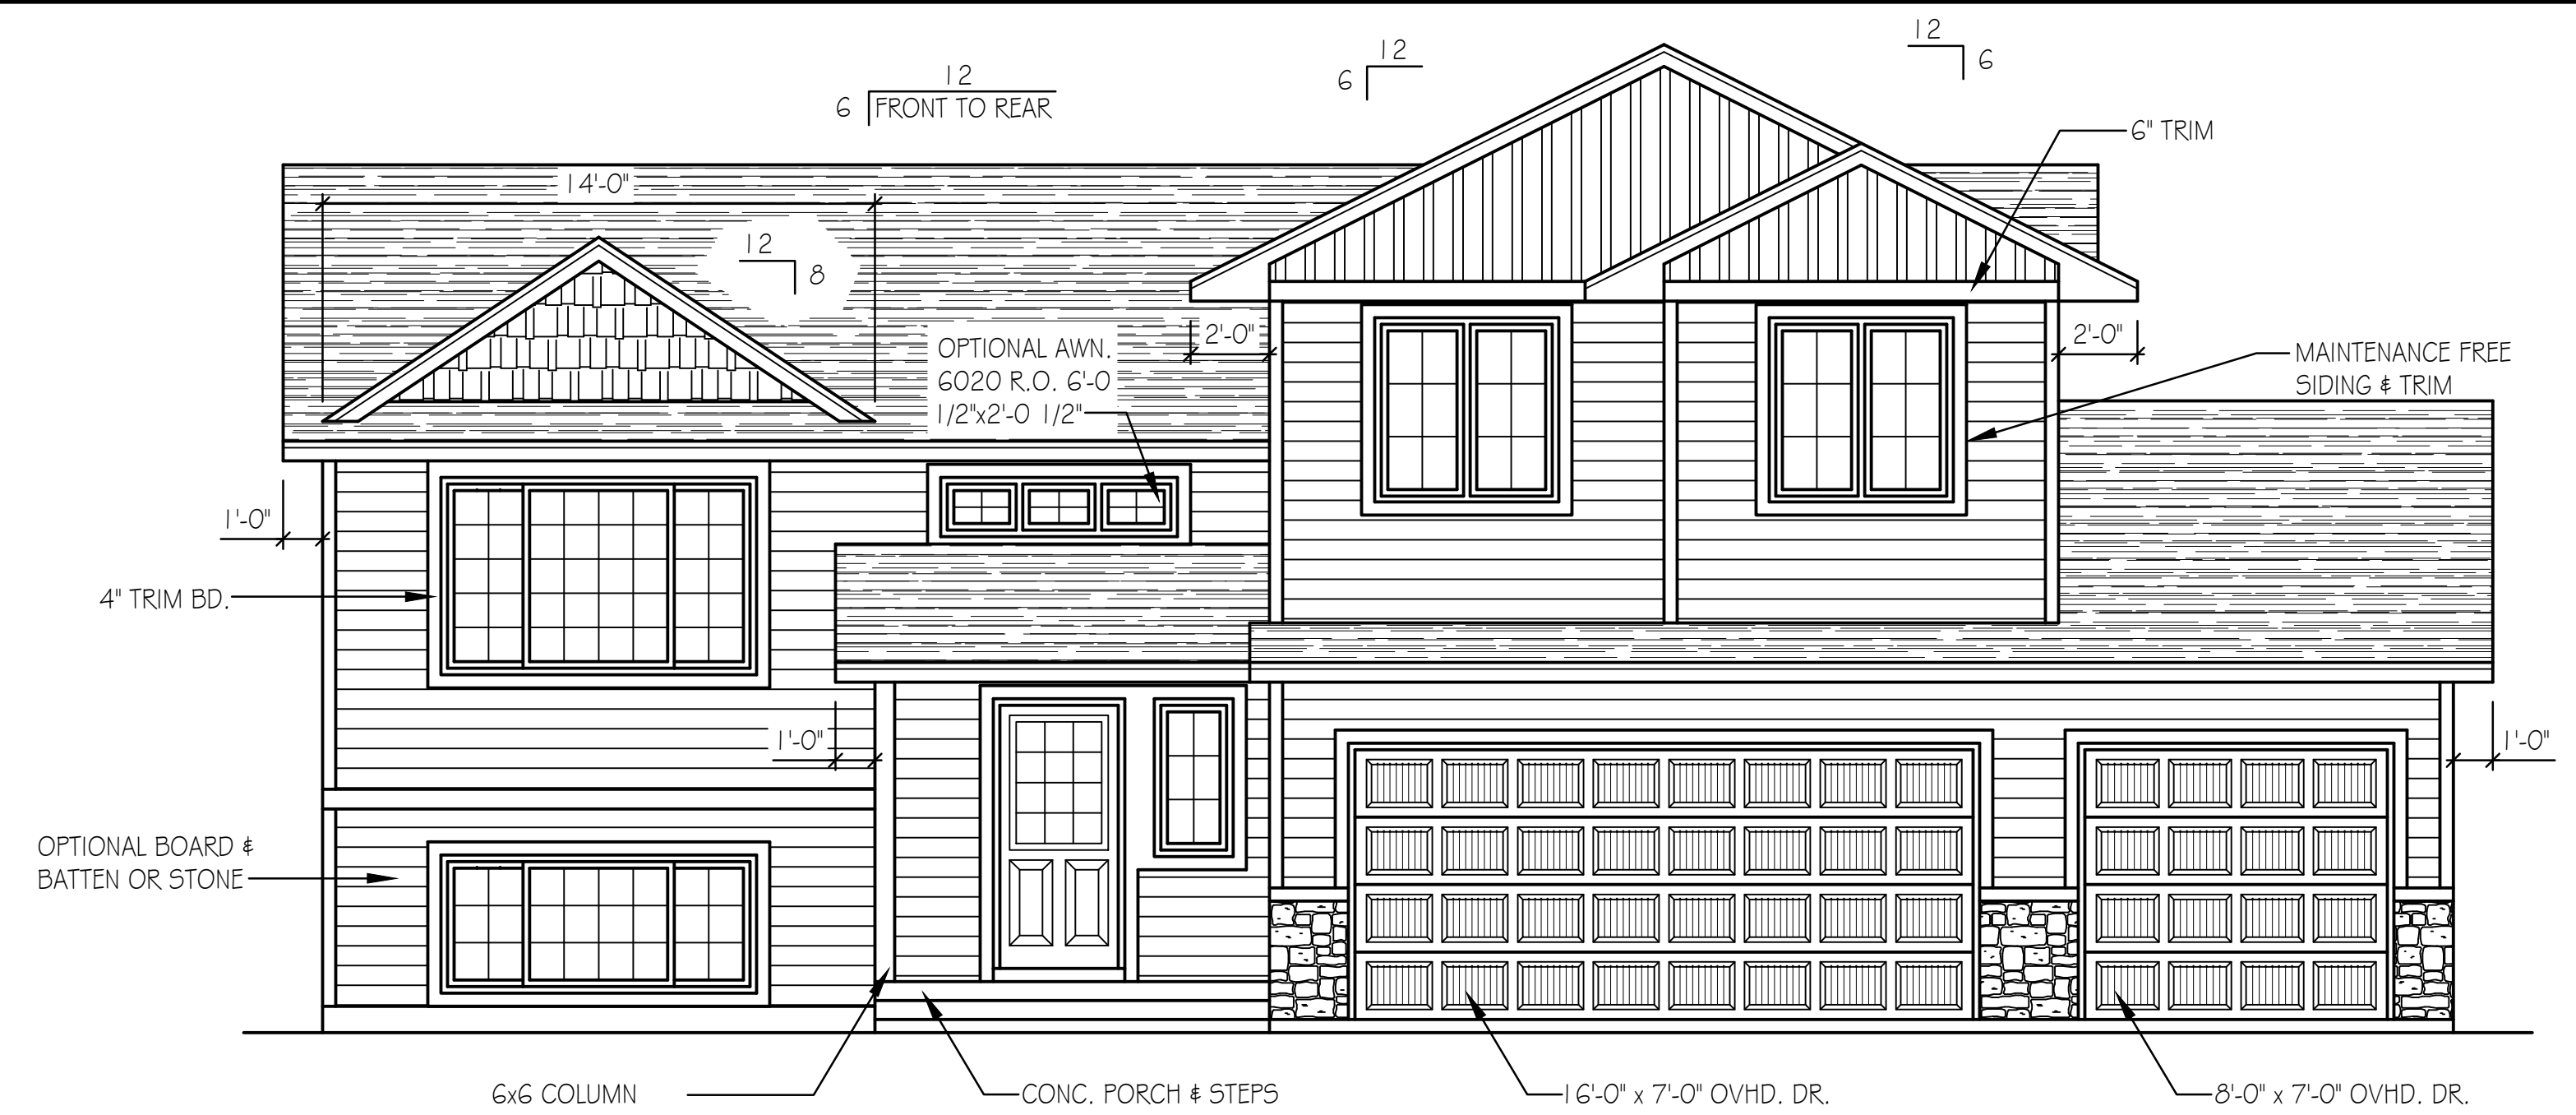 12
6
12
6
12
6 FRONT TO REAR
6" TRIM
14'-0"
12
8
2'-0"
2'-0"
OPTIONAL AWN.
6020 R.O. 6'-0
1/2"x2'-0 1/2"
MAINTENANCE FREE
SIDING & TRIM
1'-0"
4" TRIM BD.
1'-0"
1'-0"
OPTIONAL BOARD &
BATTEN OR STONE
6x6 COLUMN
CONC. PORCH & STEPS
16'-0" x 7'-0" OVHD. DR.
8'-0" x 7'-0" OVHD. DR.